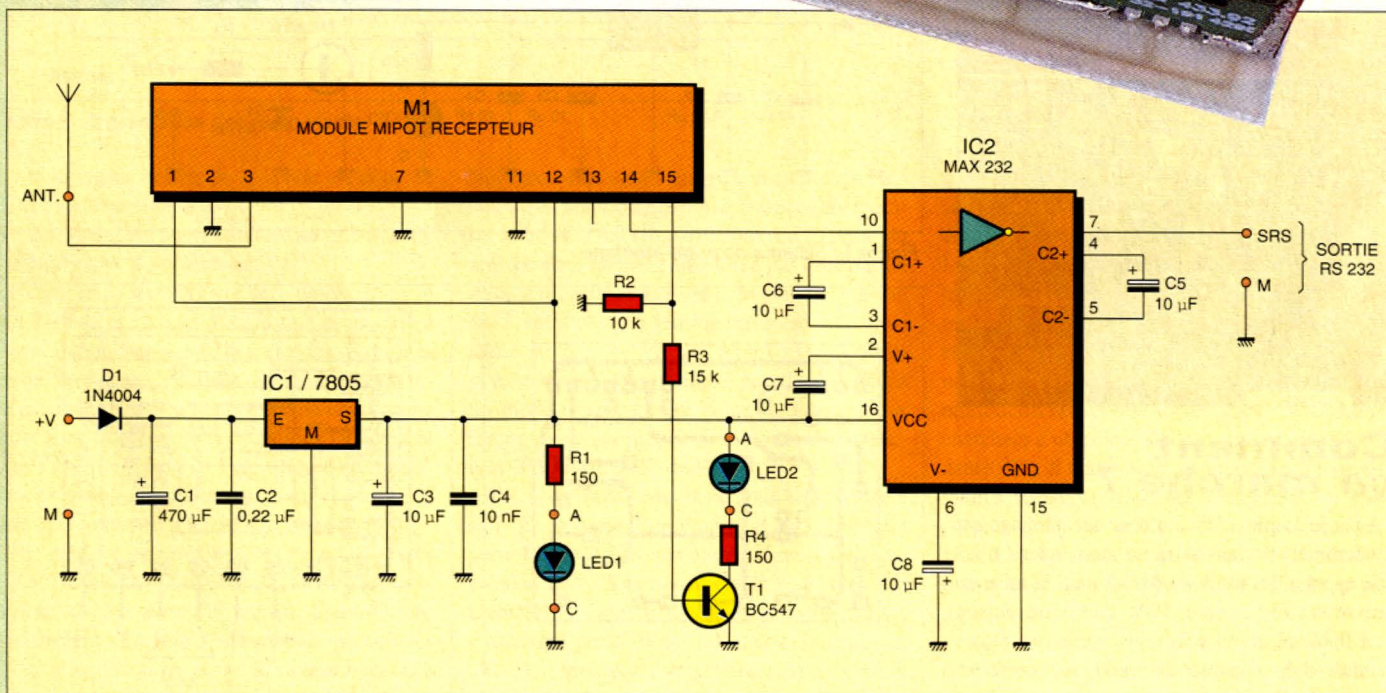 433,92
M1
MODULE MIPOT RECEPTEUR
1 2 3 7 11 12 13 14 15
ANT.
IC2
MAX 232
10
1
C1+
C6
10 µF
3
C1-
2
V+
C7
10 µF
16
VCC
V-
GND
6
15
C8
10 µF
+
7
4
C2+
+
C5
10 µF
5
C2-
SRS
M
SORTIE
RS 232
R2
10 k
R3
15 k
D1
1N4004
+V
M
IC1 / 7805
E
S
M
+
C1
470 µF
C2
0,22 µF
+
C3
10 µF
C4
10 nF
R1
150
A
LED1
C
A
LED2
C
R4
150
T1
BC547
+
+